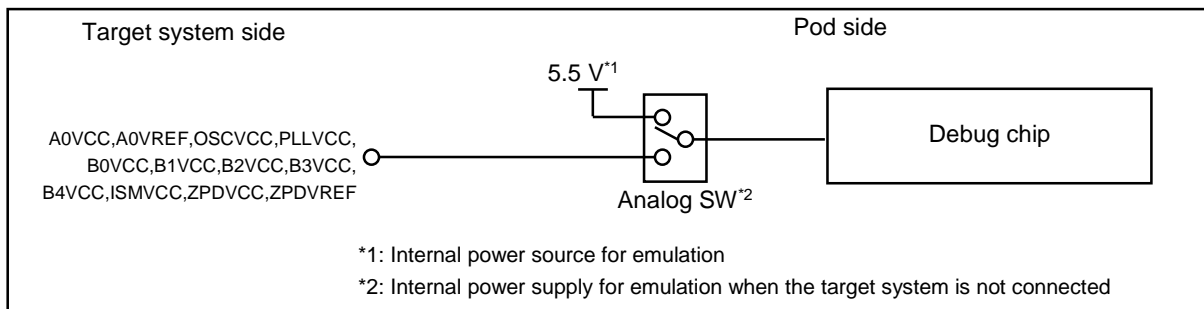 Target system side
Pod side
5.5 V*1
A0VCC,A0VREF,OSCVCC,PLLVCC,
B0VCC,B1VCC,B2VCC,B3VCC,
B4VCC,ISMVCC,ZPDVCC,ZPDVREF
Debug chip
Analog SW*2
*1: Internal power source for emulation
*2: Internal power supply for emulation when the target system is not connected